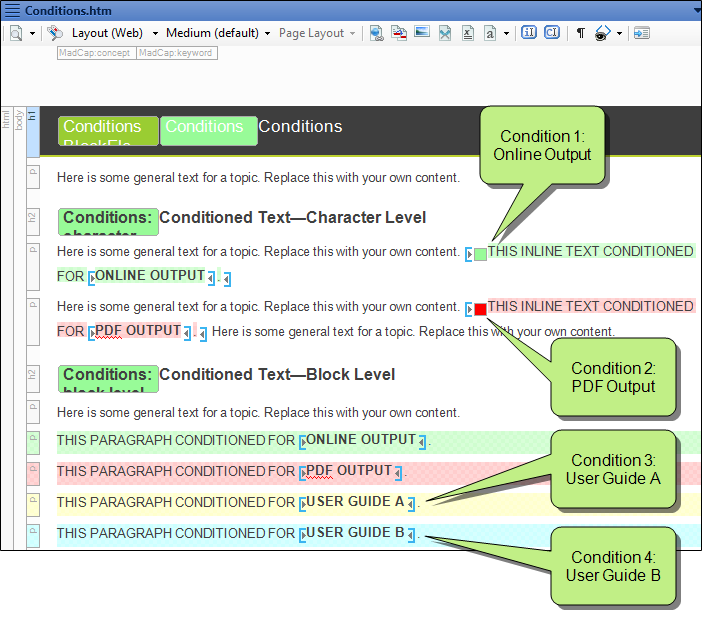 Conditions.htm
Layout (Web) Medium (default) Page Layout
MadCap:concept MadCap:keyword
html body h1
Conditions Conditions Conditions
Condition 1:
Online Output
p Here is some general text for a topic. Replace this with your own content.
h2 Conditions: Conditioned Text—Character Level
p Here is some general text for a topic. Replace this with your own content. THIS INLINE TEXT CONDITIONED
FOR ONLINE OUTPUT .
p Here is some general text for a topic. Replace this with your own content. THIS INLINE TEXT CONDITIONED
FOR PDF OUTPUT . Here is some general text for a topic. Replace this with your own content.
Condition 2:
PDF Output
h2 Conditions: Conditioned Text—Block Level
block level
p Here is some general text for a topic. Replace this with your own content.
p THIS PARAGRAPH CONDITIONED FOR ONLINE OUTPUT .
p THIS PARAGRAPH CONDITIONED FOR PDF OUTPUT .
Condition 3:
User Guide A
p THIS PARAGRAPH CONDITIONED FOR USER GUIDE A .
p THIS PARAGRAPH CONDITIONED FOR USER GUIDE B .
Condition 4:
User Guide B